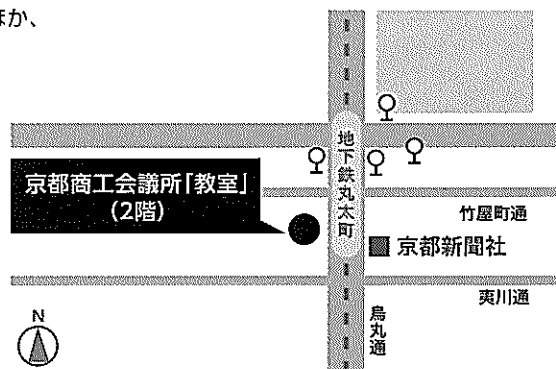 ほか、
地下鉄丸太町
京都商工会議所「教室」
(2階)
竹屋町通
京都新聞社
夷川通
烏丸通
N